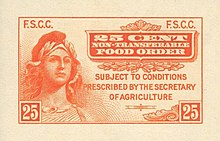 F.S.C.C. F.S.C.C.
25 CENT
NON-TRANSFERABLE
FOOD ORDER
SUBJECT TO CONDITIONS
PRESCRIBED BY THE SECRETARY
OF AGRICULTURE
25 25